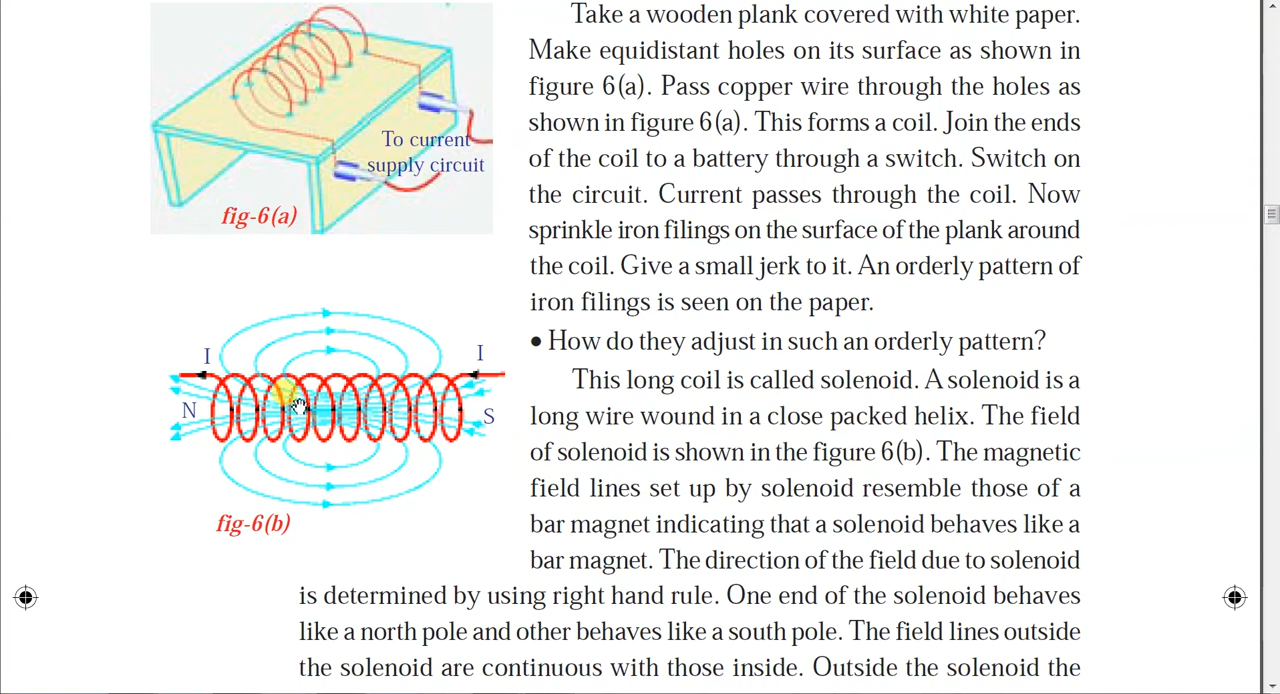 Take a wooden plank covered with white paper.
Make equidistant holes on its surface as shown in
figure 6(a). Pass copper wire through the holes as
shown in figure 6(a). This forms a coil. Join the ends
of the coil to a battery through a switch. Switch on
the circuit. Current passes through the coil. Now
sprinkle iron filings on the surface of the plank around
the coil. Give a small jerk to it. An orderly pattern of
iron filings is seen on the paper.
To current
supply circuit
fig-6(a)
• How do they adjust in such an orderly pattern?
This long coil is called solenoid. A solenoid is a
long wire wound in a close packed helix. The field
of solenoid is shown in the figure 6(b). The magnetic
field lines set up by solenoid resemble those of a
bar magnet indicating that a solenoid behaves like a
bar magnet. The direction of the field due to solenoid
I I
N S
fig-6(b)
is determined by using right hand rule. One end of the solenoid behaves
like a north pole and other behaves like a south pole. The field lines outside
the solenoid are continuous with those inside. Outside the solenoid the